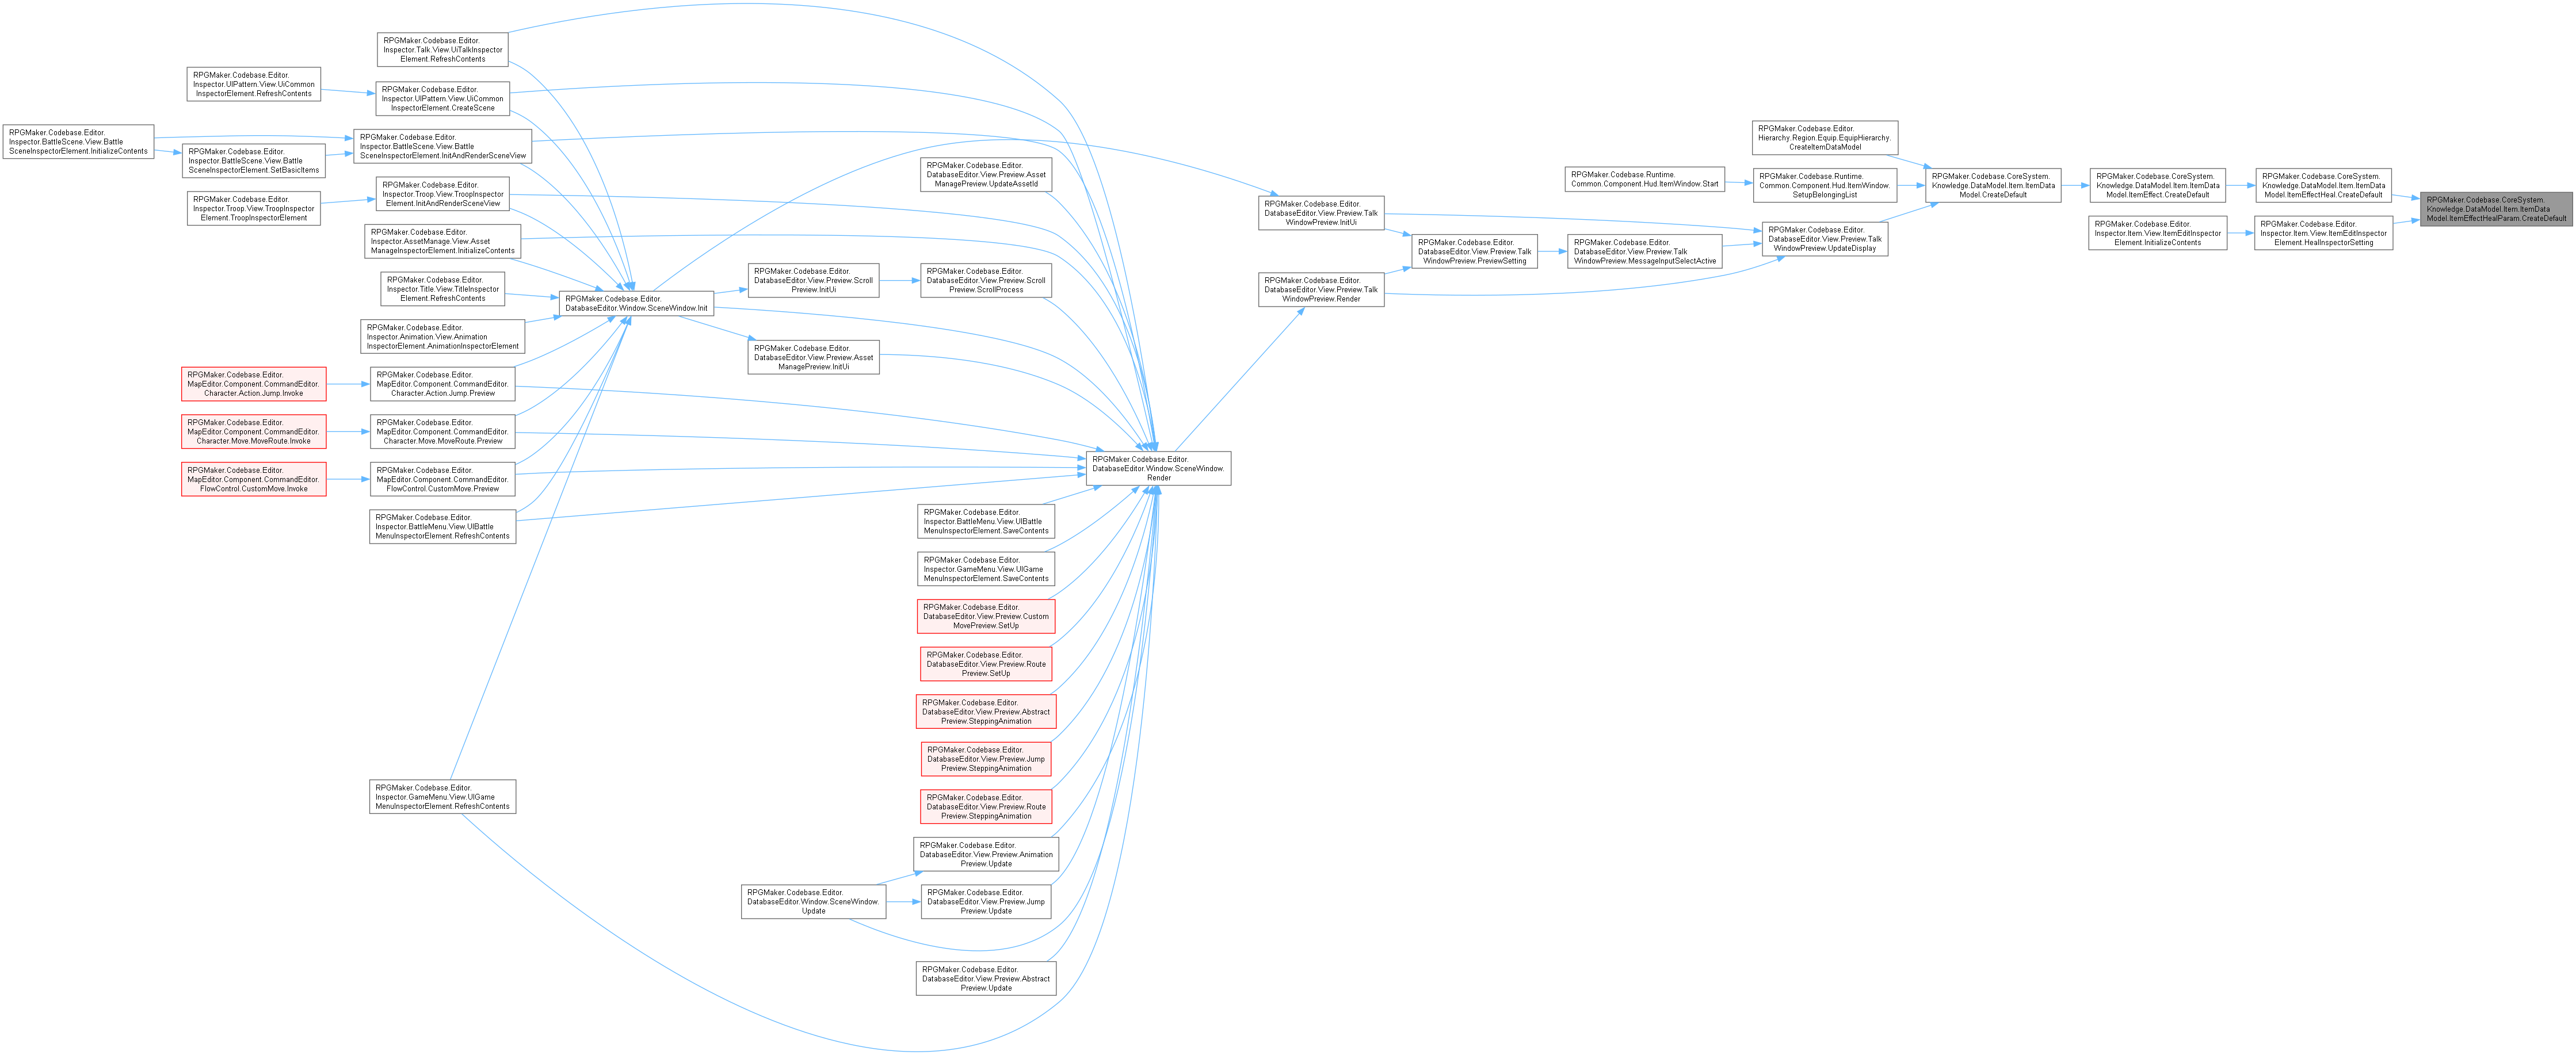 RPGMaker.Codebase.Editor.
Inspector.Talk.View.UiTalkInspector
Element.RefreshContents
RPGMaker.Codebase.Editor.
Inspector.UIPattern.View.UiCommon
InspectorElement.RefreshContents
RPGMaker.Codebase.Editor.
Inspector.UIPattern.View.UiCommon
InspectorElement.CreateScene
RPGMaker.Codebase.Editor.
Inspector.BattleScene.View.Battle
SceneInspectorElement.InitializeContents
RPGMaker.Codebase.Editor.
Inspector.BattleScene.View.Battle
SceneInspectorElement.SetBasicItems
RPGMaker.Codebase.Editor.
Inspector.BattleScene.View.Battle
SceneInspectorElement.InitAndRenderSceneView
RPGMaker.Codebase.Editor.
Inspector.Troop.View.TroopInspector
Element.TroopInspectorElement
RPGMaker.Codebase.Editor.
Inspector.Troop.View.TroopInspector
Element.InitAndRenderSceneView
RPGMaker.Codebase.Editor.
Inspector.AssetManage.View.Asset
ManageInspectorElement.InitializeContents
RPGMaker.Codebase.Editor.
Inspector.Title.View.TitleInspector
Element.RefreshContents
RPGMaker.Codebase.Editor.
Inspector.Animation.View.Animation
InspectorElement.AnimationInspectorElement
RPGMaker.Codebase.Editor.
MapEditor.Component.CommandEditor.
Character.Action.Jump.Invoke
RPGMaker.Codebase.Editor.
MapEditor.Component.CommandEditor.
Character.Action.Jump.Preview
RPGMaker.Codebase.Editor.
MapEditor.Component.CommandEditor.
Character.Move.MoveRoute.Invoke
RPGMaker.Codebase.Editor.
MapEditor.Component.CommandEditor.
Character.Move.MoveRoute.Preview
RPGMaker.Codebase.Editor.
MapEditor.Component.CommandEditor.
FlowControl.CustomMove.Invoke
RPGMaker.Codebase.Editor.
MapEditor.Component.CommandEditor.
FlowControl.CustomMove.Preview
RPGMaker.Codebase.Editor.
Inspector.BattleMenu.View.UIBattle
MenuInspectorElement.RefreshContents
RPGMaker.Codebase.Editor.
Inspector.GameMenu.View.UIGame
MenuInspectorElement.RefreshContents
RPGMaker.Codebase.Editor.
DatabaseEditor.Window.SceneWindow.Init
RPGMaker.Codebase.Editor.
DatabaseEditor.View.Preview.Scroll
Preview.InitUi
RPGMaker.Codebase.Editor.
DatabaseEditor.View.Preview.Asset
ManagePreview.InitUi
RPGMaker.Codebase.Editor.
DatabaseEditor.Window.SceneWindow.
Update
RPGMaker.Codebase.Editor.
DatabaseEditor.View.Preview.Asset
ManagePreview.UpdateAssetId
RPGMaker.Codebase.Editor.
DatabaseEditor.View.Preview.Scroll
Preview.ScrollProcess
RPGMaker.Codebase.Editor.
Inspector.BattleMenu.View.UIBattle
MenuInspectorElement.SaveContents
RPGMaker.Codebase.Editor.
Inspector.GameMenu.View.UIGame
MenuInspectorElement.SaveContents
RPGMaker.Codebase.Editor.
DatabaseEditor.View.Preview.Custom
MovePreview.SetUp
RPGMaker.Codebase.Editor.
DatabaseEditor.View.Preview.Route
Preview.SetUp
RPGMaker.Codebase.Editor.
DatabaseEditor.View.Preview.Abstract
Preview.SteppingAnimation
RPGMaker.Codebase.Editor.
DatabaseEditor.View.Preview.Jump
Preview.SteppingAnimation
RPGMaker.Codebase.Editor.
DatabaseEditor.View.Preview.Route
Preview.SteppingAnimation
RPGMaker.Codebase.Editor.
DatabaseEditor.View.Preview.Animation
Preview.Update
RPGMaker.Codebase.Editor.
DatabaseEditor.View.Preview.Jump
Preview.Update
RPGMaker.Codebase.Editor.
DatabaseEditor.View.Preview.Abstract
Preview.Update
RPGMaker.Codebase.Editor.
DatabaseEditor.Window.SceneWindow.
Render
RPGMaker.Codebase.Editor.
DatabaseEditor.View.Preview.Talk
WindowPreview.InitUi
RPGMaker.Codebase.Editor.
DatabaseEditor.View.Preview.Talk
WindowPreview.Render
RPGMaker.Codebase.Editor.
DatabaseEditor.View.Preview.Talk
WindowPreview.PreviewSetting
RPGMaker.Codebase.Runtime.
Common.Component.Hud.ItemWindow.Start
RPGMaker.Codebase.Editor.
DatabaseEditor.View.Preview.Talk
WindowPreview.MessageInputSelectActive
RPGMaker.Codebase.Editor.
Hierarchy.Region.Equip.EquipHierarchy.
CreateItemDataModel
RPGMaker.Codebase.Runtime.
Common.Component.Hud.ItemWindow.
SetupBelongingList
RPGMaker.Codebase.Editor.
DatabaseEditor.View.Preview.Talk
WindowPreview.UpdateDisplay
RPGMaker.Codebase.CoreSystem.
Knowledge.DataModel.Item.ItemData
Model.CreateDefault
RPGMaker.Codebase.CoreSystem.
Knowledge.DataModel.Item.ItemData
Model.ItemEffect.CreateDefault
RPGMaker.Codebase.Editor.
Inspector.Item.View.ItemEditInspector
Element.InitializeContents
RPGMaker.Codebase.CoreSystem.
Knowledge.DataModel.Item.ItemData
Model.ItemEffectHeal.CreateDefault
RPGMaker.Codebase.Editor.
Inspector.Item.View.ItemEditInspector
Element.HealInspectorSetting
RPGMaker.Codebase.CoreSystem.
Knowledge.DataModel.Item.ItemData
Model.ItemEffectHealParam.CreateDefault